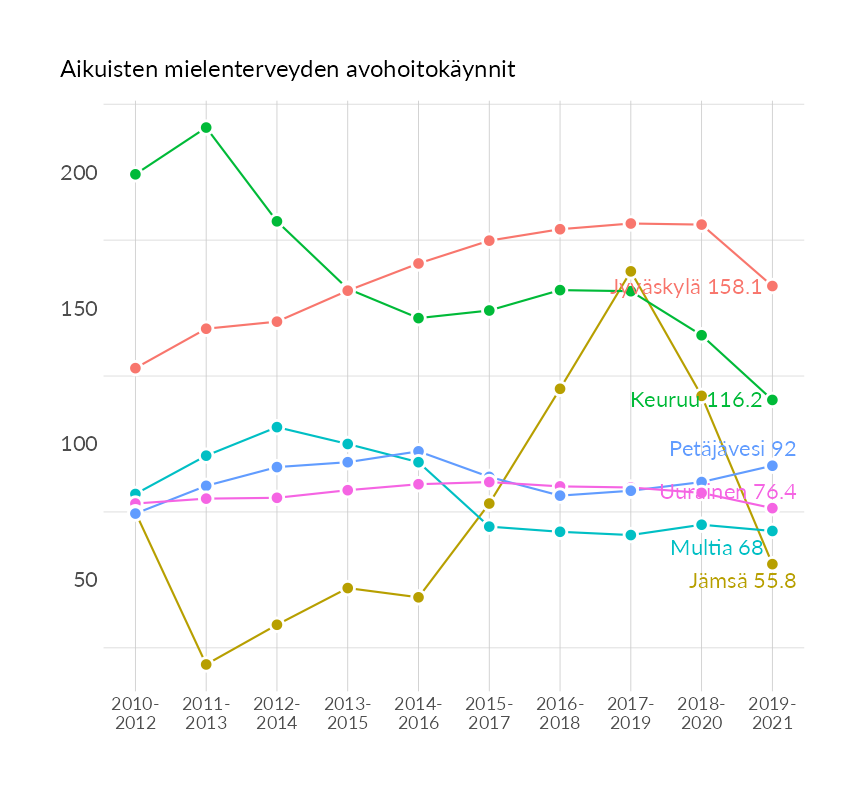 Aikuisten mielenterveyden avohoitokäynnit
200
150
100
50
Jyväskylä 158.1
Keuruu 116.2
Petäjävesi 92
Uurainen 76.4
Multia 68
Jämsä 55.8
2010- 2011- 2012- 2013- 2014- 2015- 2016- 2017- 2018- 2019-
2012 2013 2014 2015 2016 2017 2018 2019 2020 2021